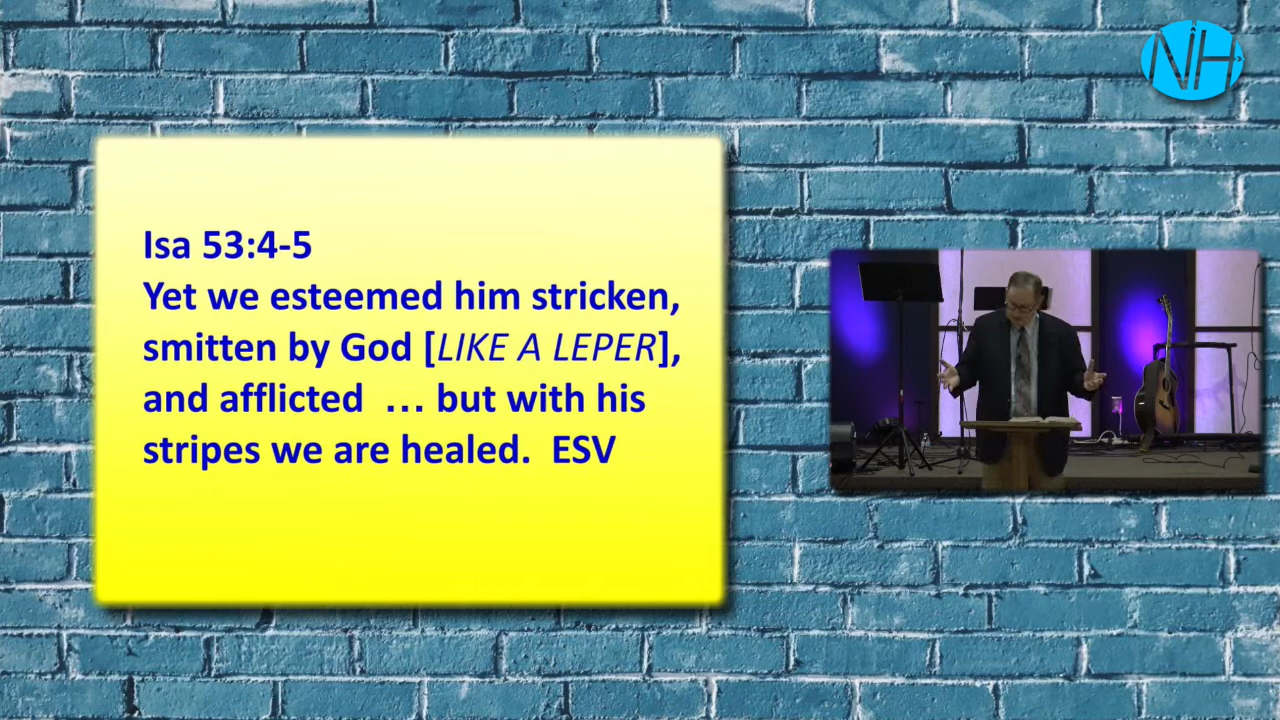 NH
Isa 53:4-5
Yet we esteemed him stricken,
smitten by God [LIKE A LEPER],
and afflicted … but with his
stripes we are healed. ESV